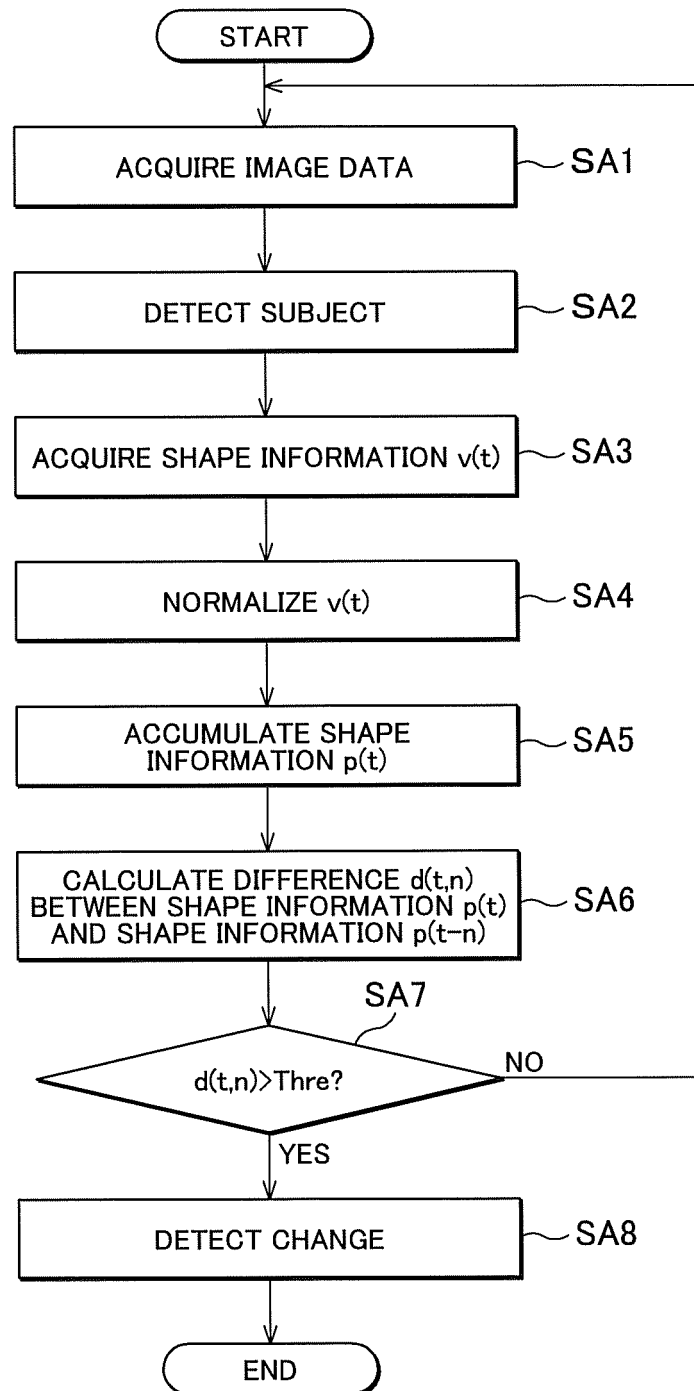 START
ACQUIRE IMAGE DATA
SA1
DETECT SUBJECT
SA2
ACQUIRE SHAPE INFORMATION v(t)
SA3
NORMALIZE v(t)
SA4
ACCUMULATE SHAPE
INFORMATION p(t)
SA5
CALCULATE DIFFERENCE d(t,n)
BETWEEN SHAPE INFORMATION p(t)
AND SHAPE INFORMATION p(t-n)
SA6
SA7
d(t,n)>Thre?
NO
YES
DETECT CHANGE
SA8
END